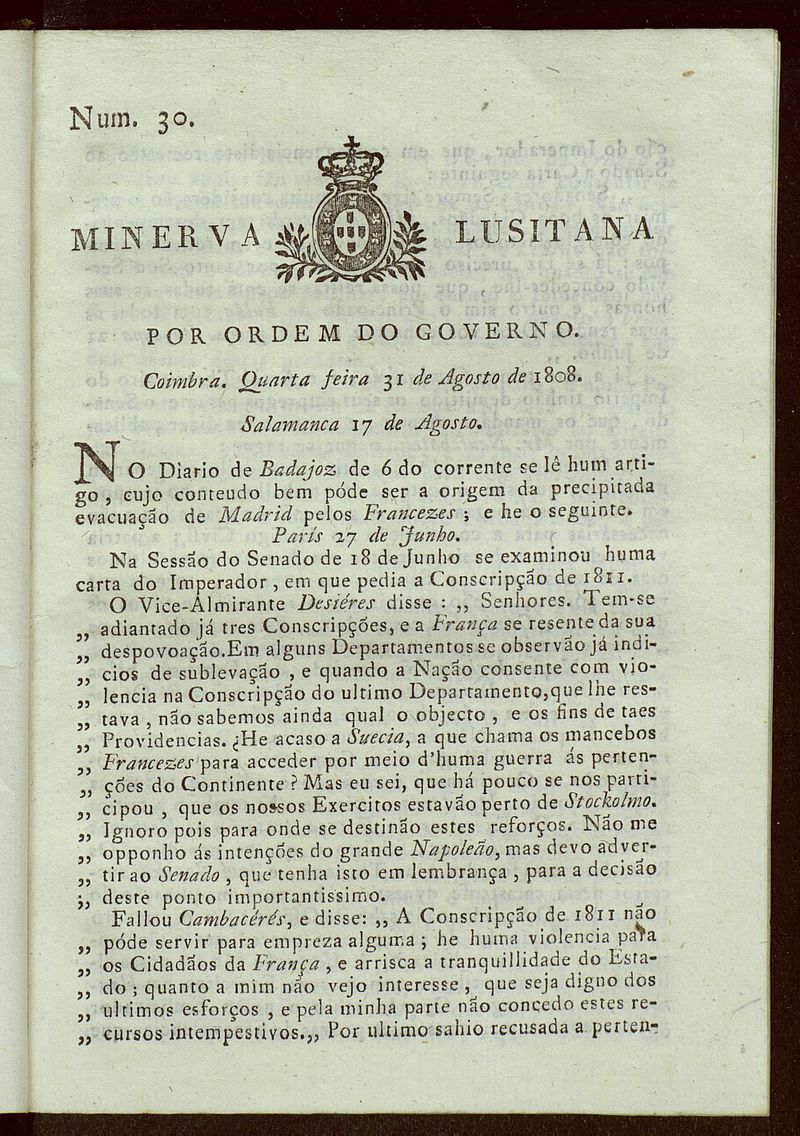 Num. 30.
MINERVA LUSITANA
POR ORDEM DO GOVERNO.
Coimbra. Quarta feira 31 de Agosto de 1808.
Salamanca 17 de Agosto.
NO Diario de Badajoz de 6 do corrente se lê hum arti-
go , cujo conteudo bem póde ser a origem da precipitada
evacuação de Madrid pelos Francezes ; e he o seguinte.
París 27 de Junho.
Na Sessão do Senado de 18 de Junho se examinou huma
carta do Imperador , em que pedia a Conscripção de 1811.
O Vice-Almirante Desiéres disse : ,, Senhores. Tem-se
,, adiantado já tres Conscripções, e a França se resente da sua
,, despovoação.Em alguns Departamentos se observão já indi-
,, cios de sublevação , e quando a Nação consente com vio-
,, lencia na Conscripção do ultimo Departamento,que lhe res-
,, tava , não sabemos ainda qual o objecto , e os fins de taes
,, Providencias. ¿He acaso a Suecia, a que chama os mancebos
,, Francezes para acceder por meio d'huma guerra ás perten-
,, ções do Continente ? Mas eu sei, que há pouco se nos parti-
,, cipou , que os nossos Exercitos estavão perto de Stockolmo.
,, Ignoro pois para onde se destinão estes reforços. Não me
,, opponho ás intenções do grande Napoleão, mas devo adver-
,, tir ao Senado , que tenha isto em lembrança , para a decisão
;, deste ponto importantissimo.
Fallou Cambacérés, e disse: ,, A Conscripção de 1811 não
,, póde servir para empreza alguma ; he huma violencia para
,, os Cidadãos da França , e arrisca a tranquillidade do Esta-
,, do ; quanto a mim não vejo interesse , que seja digno dos
,, ultimos esforços , e pela minha parte não concedo estes re-
,, cursos intempestivos.,, Por ultimo sahio recusada a perten-